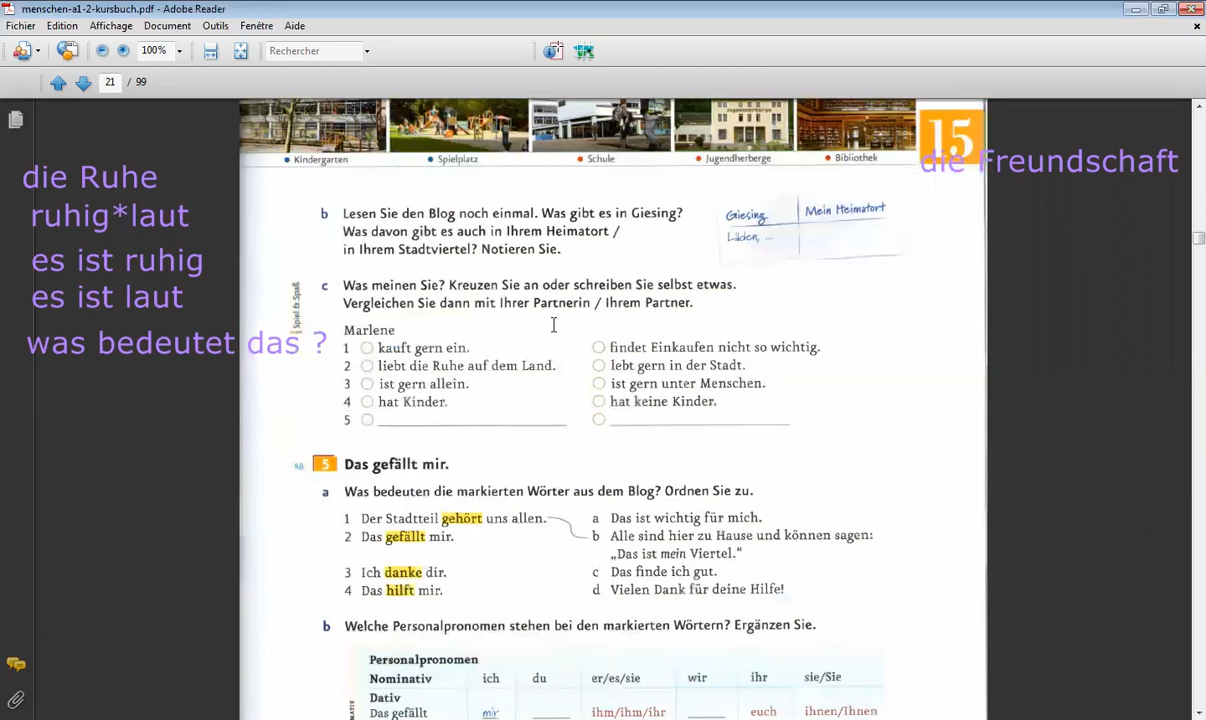 menschen-a1-2-kursbuch.pdf - Adobe Reader
Fichier Edition Affichage Document Outils Fenêtre Aide
100% Rechercher
21 / 99
15
Kindergarten Spielplatz Schule Jugendherberge Bibliothek
die Freundschaft
die Ruhe
ruhig*laut
es ist ruhig
es ist laut
was bedeutet das ?
b Lesen Sie den Blog noch einmal. Was gibt es in Giesing?
Was davon gibt es auch in Ihrem Heimatort /
in Ihrem Stadtviertel? Notieren Sie.
Giesing Mein Heimatort
Läden, ...
Spiel & Spaß
c Was meinen Sie? Kreuzen Sie an oder schreiben Sie selbst etwas.
Vergleichen Sie dann mit Ihrer Partnerin / Ihrem Partner.
Marlene
1 kauft gern ein. findet Einkaufen nicht so wichtig.
2 liebt die Ruhe auf dem Land. lebt gern in der Stadt.
3 ist gern allein. ist gern unter Menschen.
4 hat Kinder. hat keine Kinder.
5
AB 5 Das gefällt mir.
a Was bedeuten die markierten Wörter aus dem Blog? Ordnen Sie zu.
1 Der Stadtteil gehört uns allen. a Das ist wichtig für mich.
2 Das gefällt mir. b Alle sind hier zu Hause und können sagen:
„Das ist mein Viertel.“
3 Ich danke dir. c Das finde ich gut.
4 Das hilft mir. d Vielen Dank für deine Hilfe!
b Welche Personalpronomen stehen bei den markierten Wörtern? Ergänzen Sie.
Personalpronomen
Nominativ ich du er/es/sie wir ihr sie/Sie
Dativ
Das gefällt mir ihm/ihm/ihr euch ihnen/Ihnen